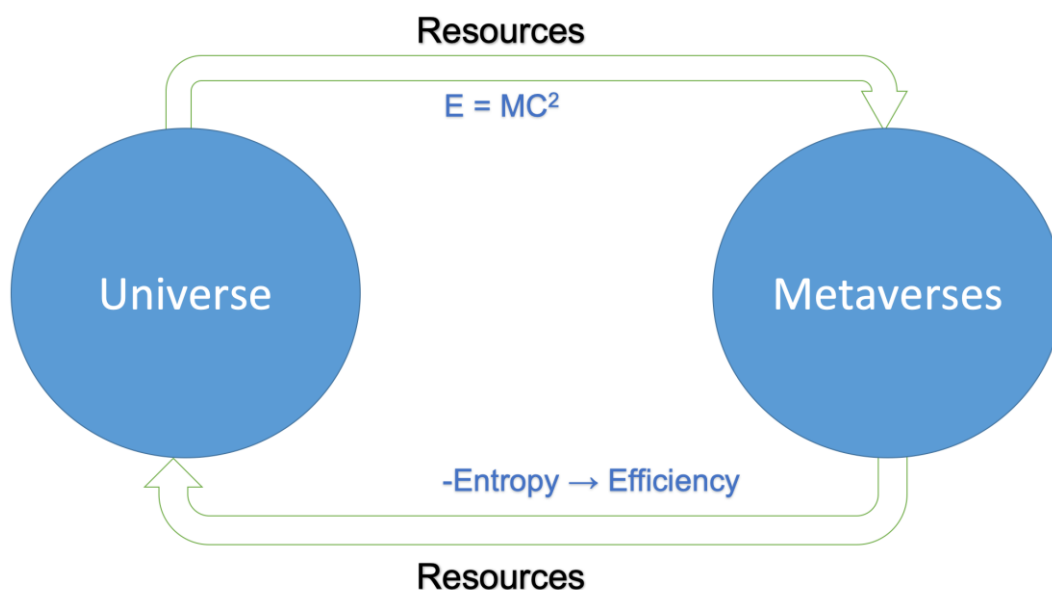 Resources
E = MC²
Universe
Metaverses
-Entropy → Efficiency
Resources